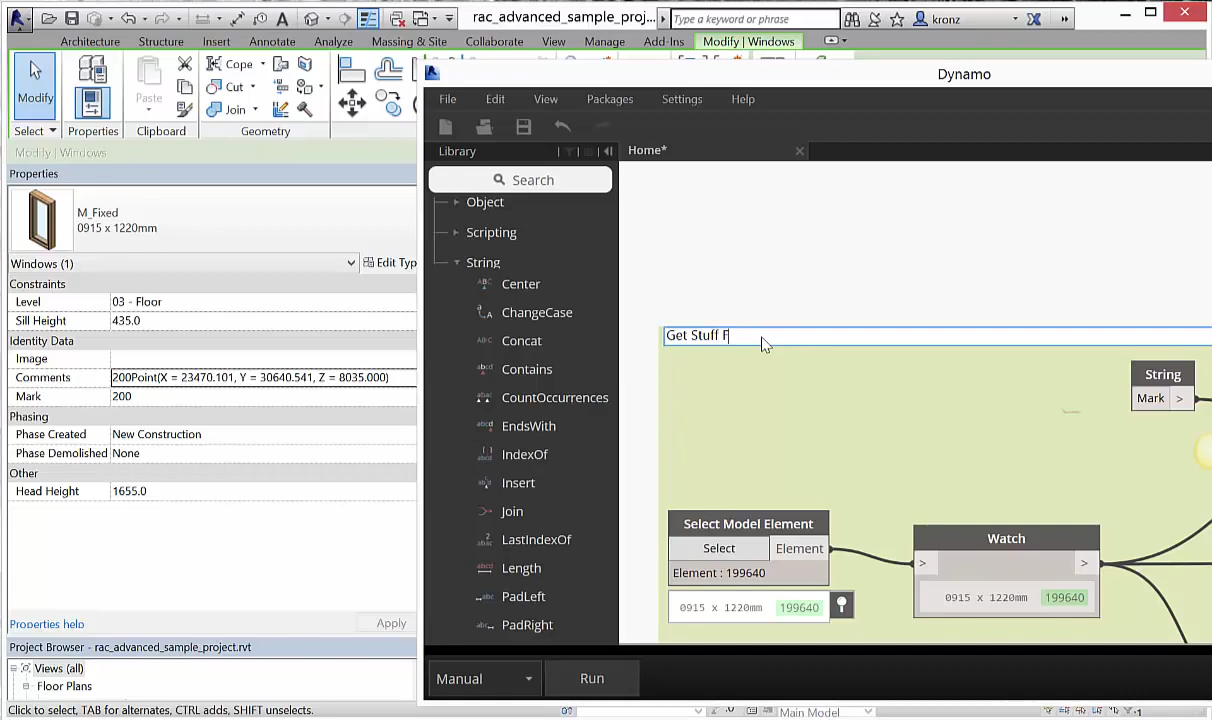 rac_advanced_sample_proj...
Type a keyword or phrase
kronz
Architecture Structure Insert Annotate Analyze Massing & Site Collaborate View Manage Add-Ins Modify | Windows
Modify
Paste
Cope
Cut
Join
Select Properties Clipboard Geometry
Modify | Windows
Properties
M_Fixed
0915 x 1220mm
Windows (1) Edit Typ
Constraints
Level 03 - Floor
Sill Height 435.0
Identity Data
Image
Comments 200Point(X = 23470.101, Y = 30640.541, Z = 8035.000)
Mark 200
Phasing
Phase Created New Construction
Phase Demolished None
Other
Head Height 1655.0
Properties help Apply
Project Browser - rac_advanced_sample_project.rvt
Views (all)
Floor Plans
Click to select, TAB for alternates, CTRL adds, SHIFT unselects.
Main Model
:1
Dynamo
File Edit View Packages Settings Help
Library
Home*
Search
Object
Scripting
String
Center
ChangeCase
Concat
Contains
CountOccurrences
EndsWith
IndexOf
Insert
Join
LastIndexOf
Length
PadLeft
PadRight
Get Stuff F
String
Mark >
Select Model Element
Select Element
Element : 199640
0915 x 1220mm 199640
Watch
> >
0915 x 1220mm 199640
Manual Run